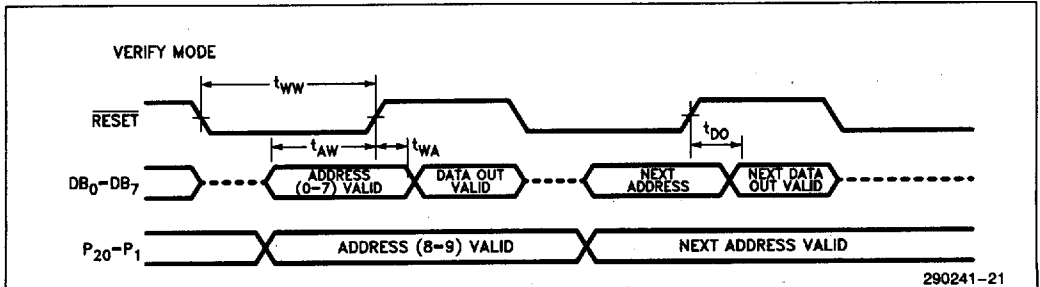 VERIFY MODE
tWW
RESET
tAW
tWA
tDO
DB0–DB7
ADDRESS
(0–7) VALID
DATA OUT
VALID
NEXT
ADDRESS
NEXT DATA
OUT VALID
P20–P1
ADDRESS (8–9) VALID
NEXT ADDRESS VALID
290241–21